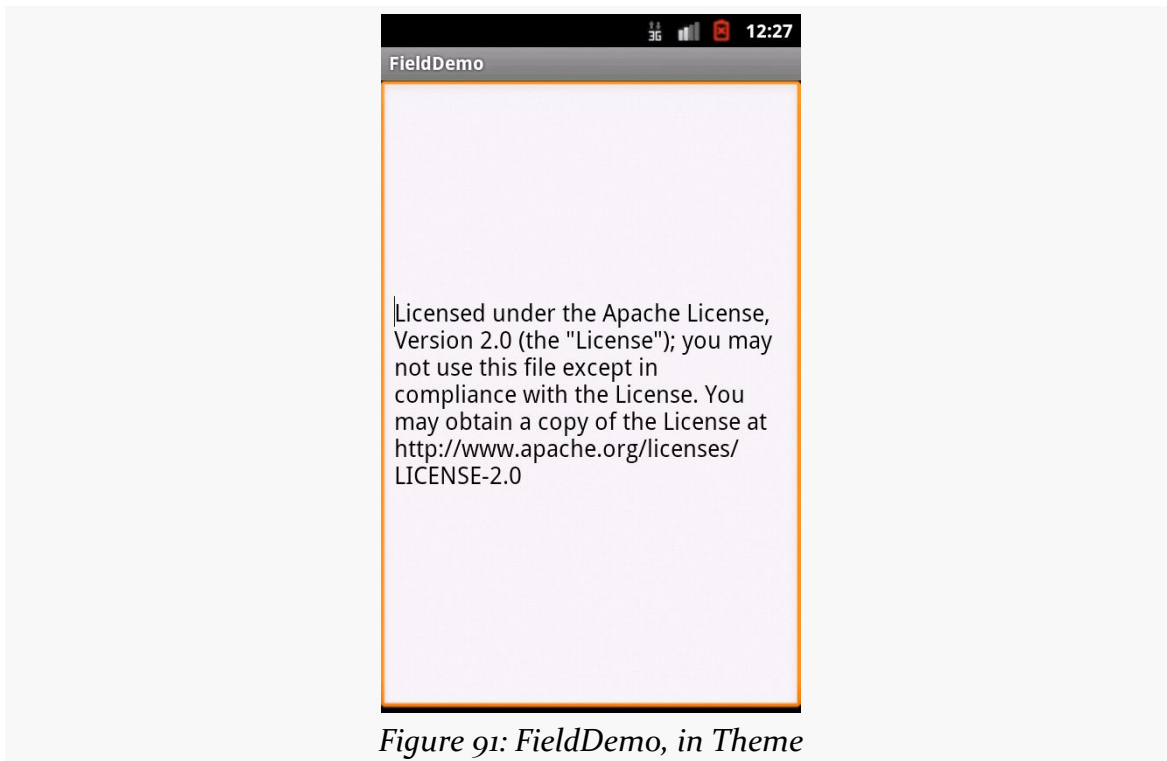 3G 12:27
FieldDemo
Licensed under the Apache License,
Version 2.0 (the "License"); you may
not use this file except in
compliance with the License. You
may obtain a copy of the License at
http://www.apache.org/licenses/
LICENSE-2.0
Figure 91: FieldDemo, in Theme